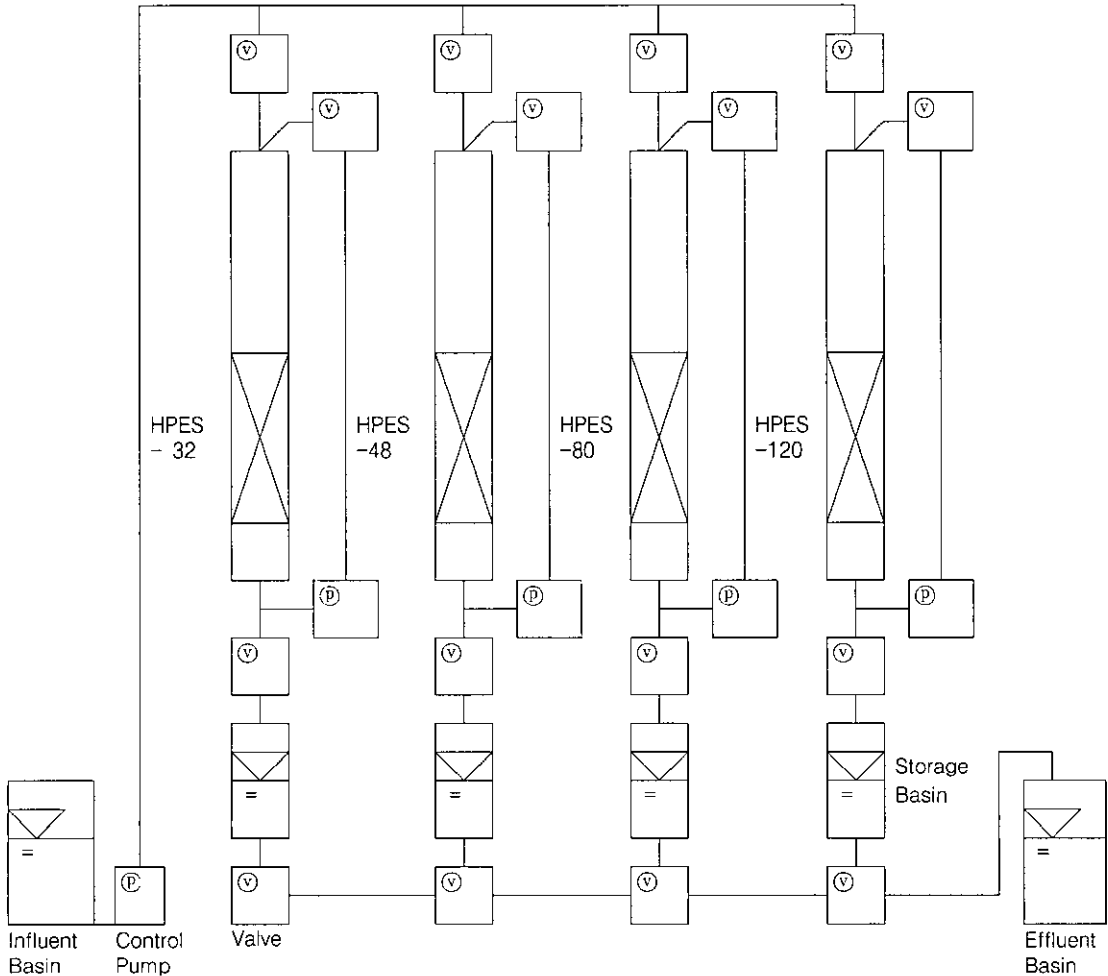 v v v v
v v v v
HPES HPES HPES HPES
- 32 -48 -80 -120
p p p p
v v v v
Storage
= = = = Basin
= =
p v v v v
Influent Control Valve Effluent
Basin Pump Basin